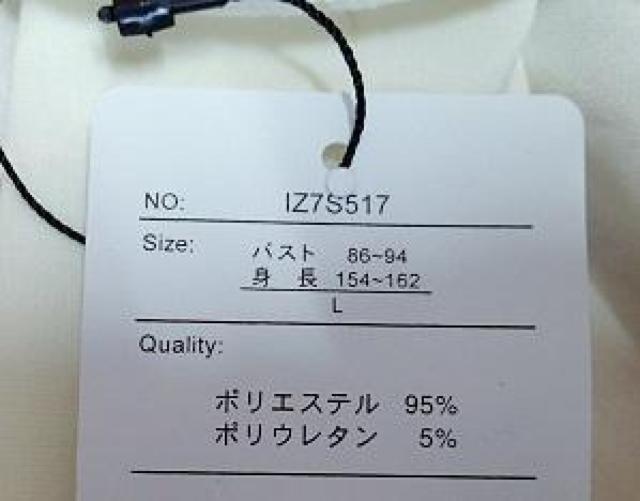 NO: IZ7S517
Size: バスト 86~94
身 長 154~162
L
Quality:
ポリエステル 95%
ポリウレタン 5%